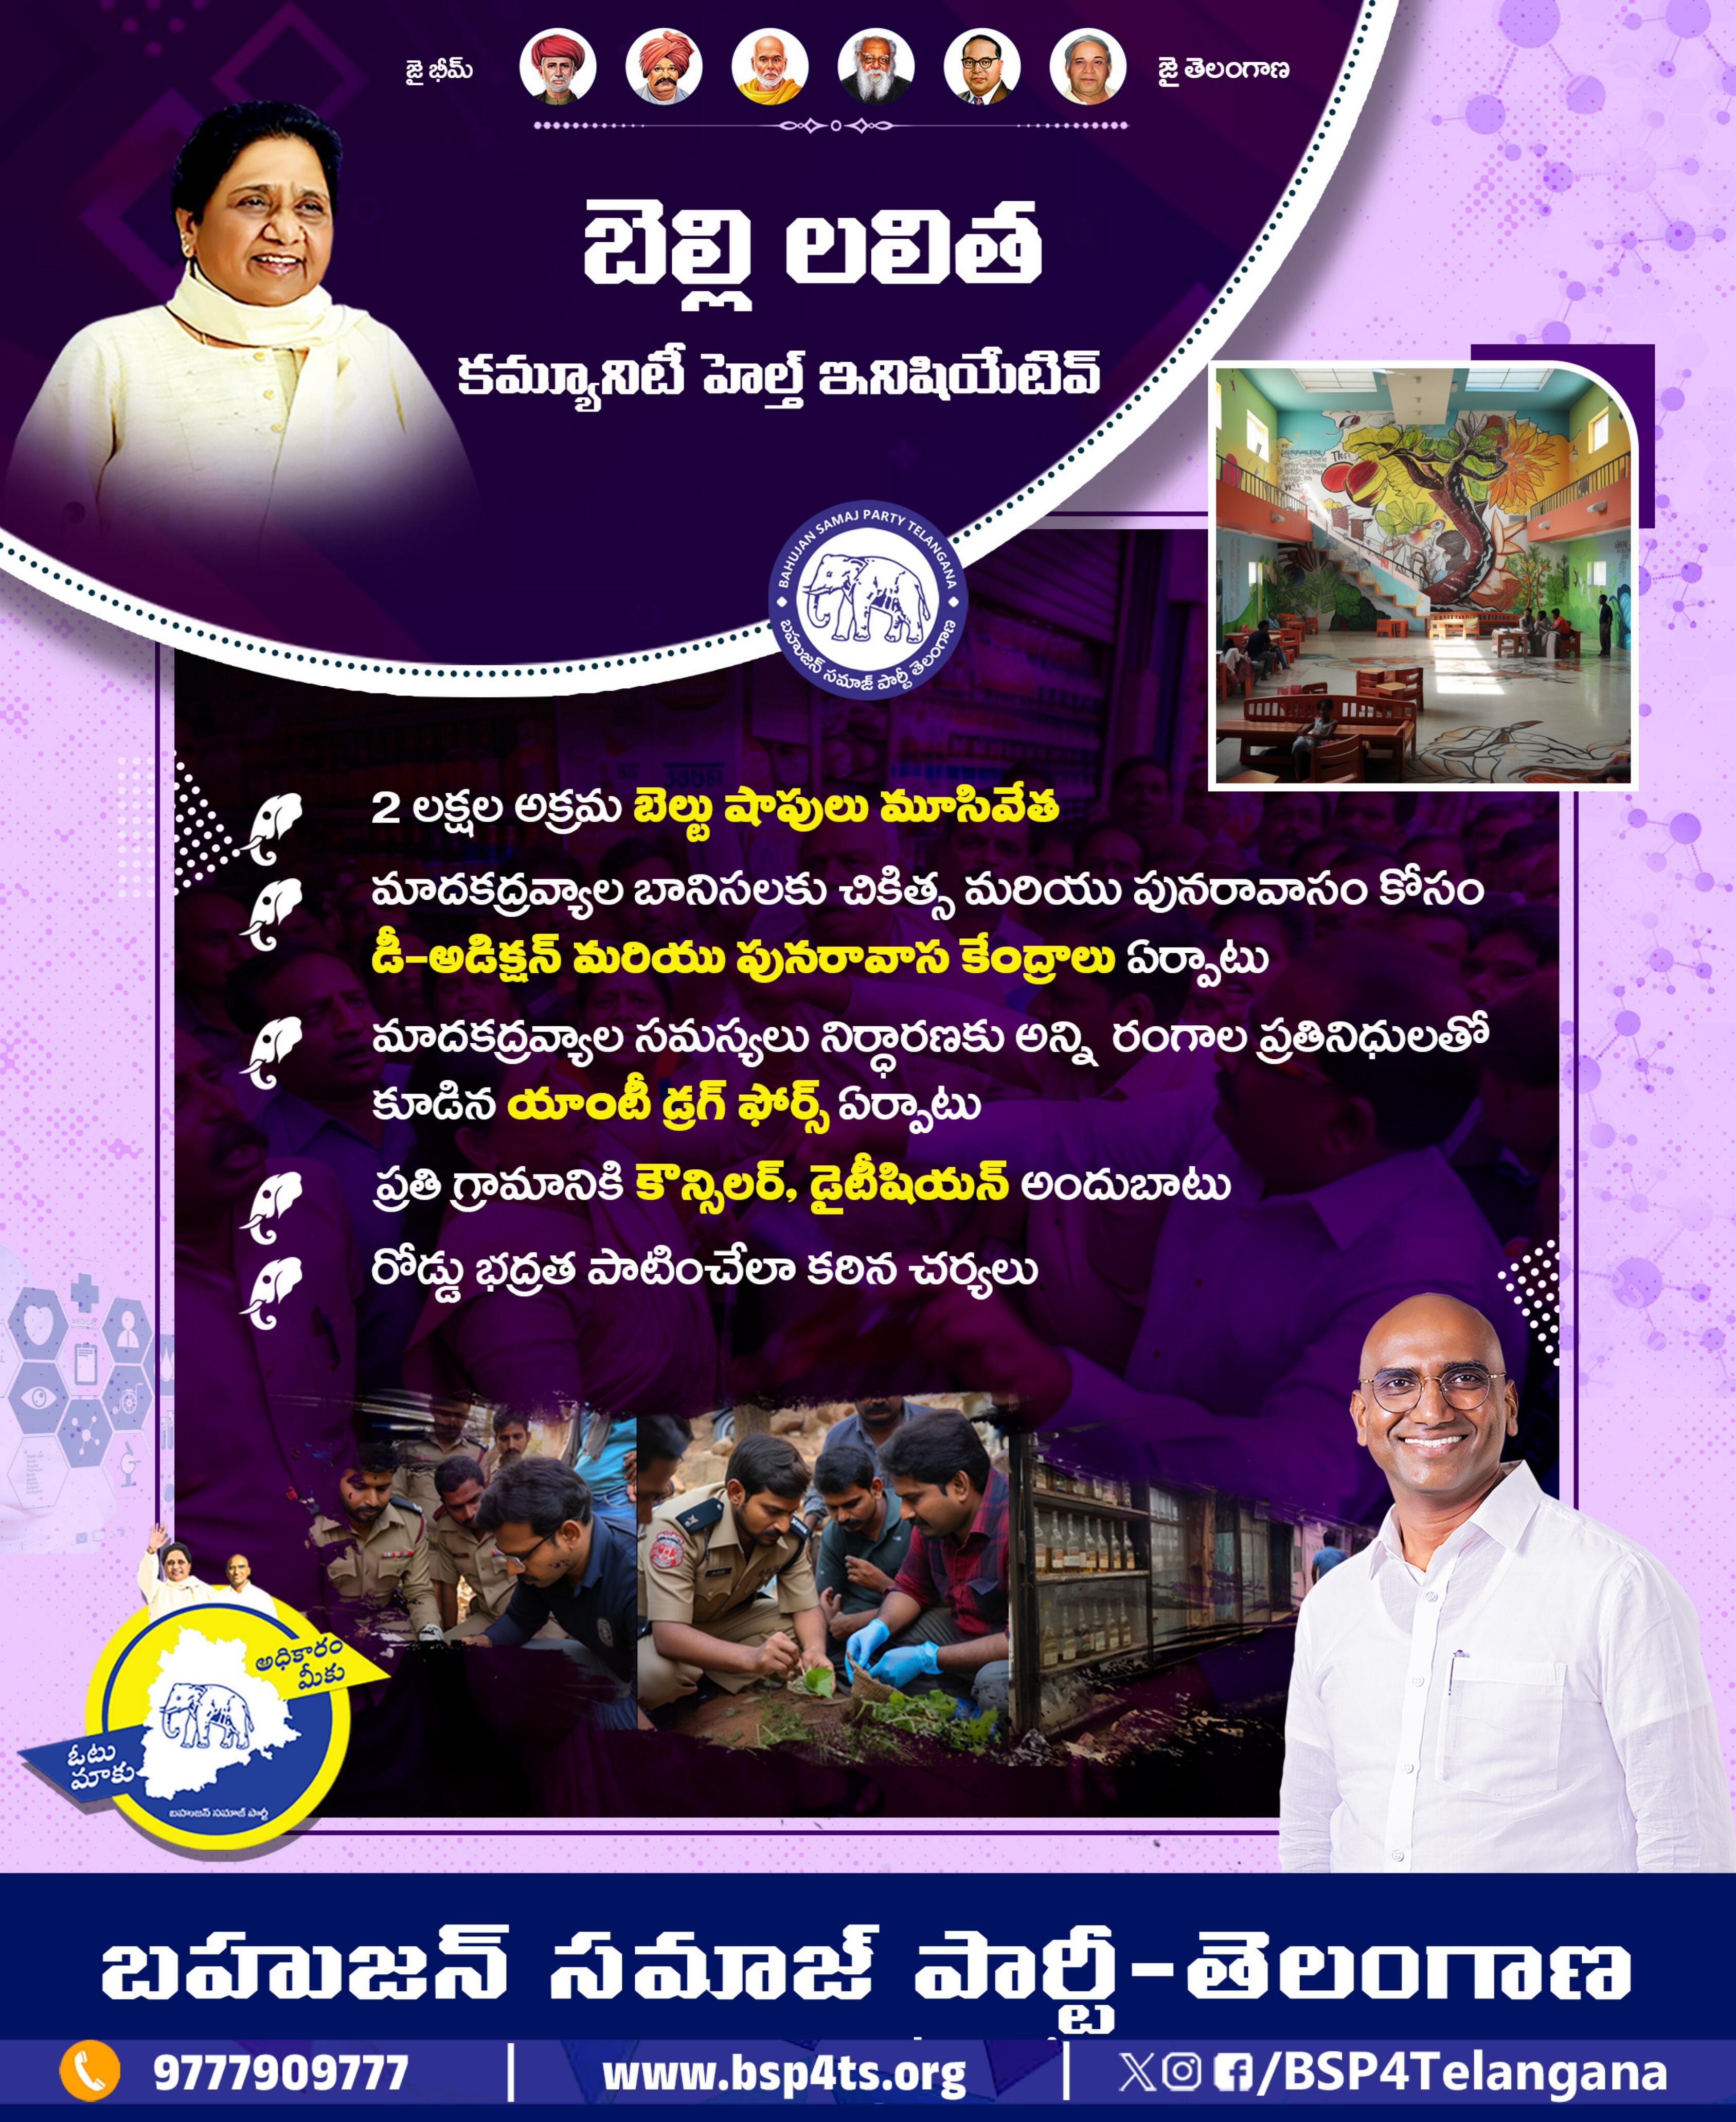 జై భీమ్
జై తెలంగాణ
బెల్లి లలిత
కమ్యూనిటీ హెల్త్ ఇనిషియేటివ్
BAHUJAN SAMAJ PARTY TELANGANA
బహుజన్ సమాజ్ పార్టీ తెలంగాణ
2 లక్షల అక్రమ బెల్టు షాపులు మూసివేత
మాదకద్రవ్యాల బానిసలకు చికిత్స మరియు పునరావాసం కోసం
డీ-అడిక్షన్ మరియు పునరావాస కేంద్రాలు ఏర్పాటు
మాదకద్రవ్యాల సమస్యలు నిర్ధారణకు అన్ని రంగాల ప్రతినిధులతో
కూడిన యాంటీ డ్రగ్ ఫోర్స్ ఏర్పాటు
ప్రతి గ్రామానికి కౌన్సిలర్, డైటీషియన్ అందుబాటు
రోడ్డు భద్రత పాటించేలా కఠిన చర్యలు
అధికారం
మీకు
ఓటు
మాకు
బహుజన్ సమాజ్ పార్టీ
బహుజన్ సమాజ్ పార్టీ-తెలంగాణ
9777909777 | www.bsp4ts.org | /BSP4Telangana